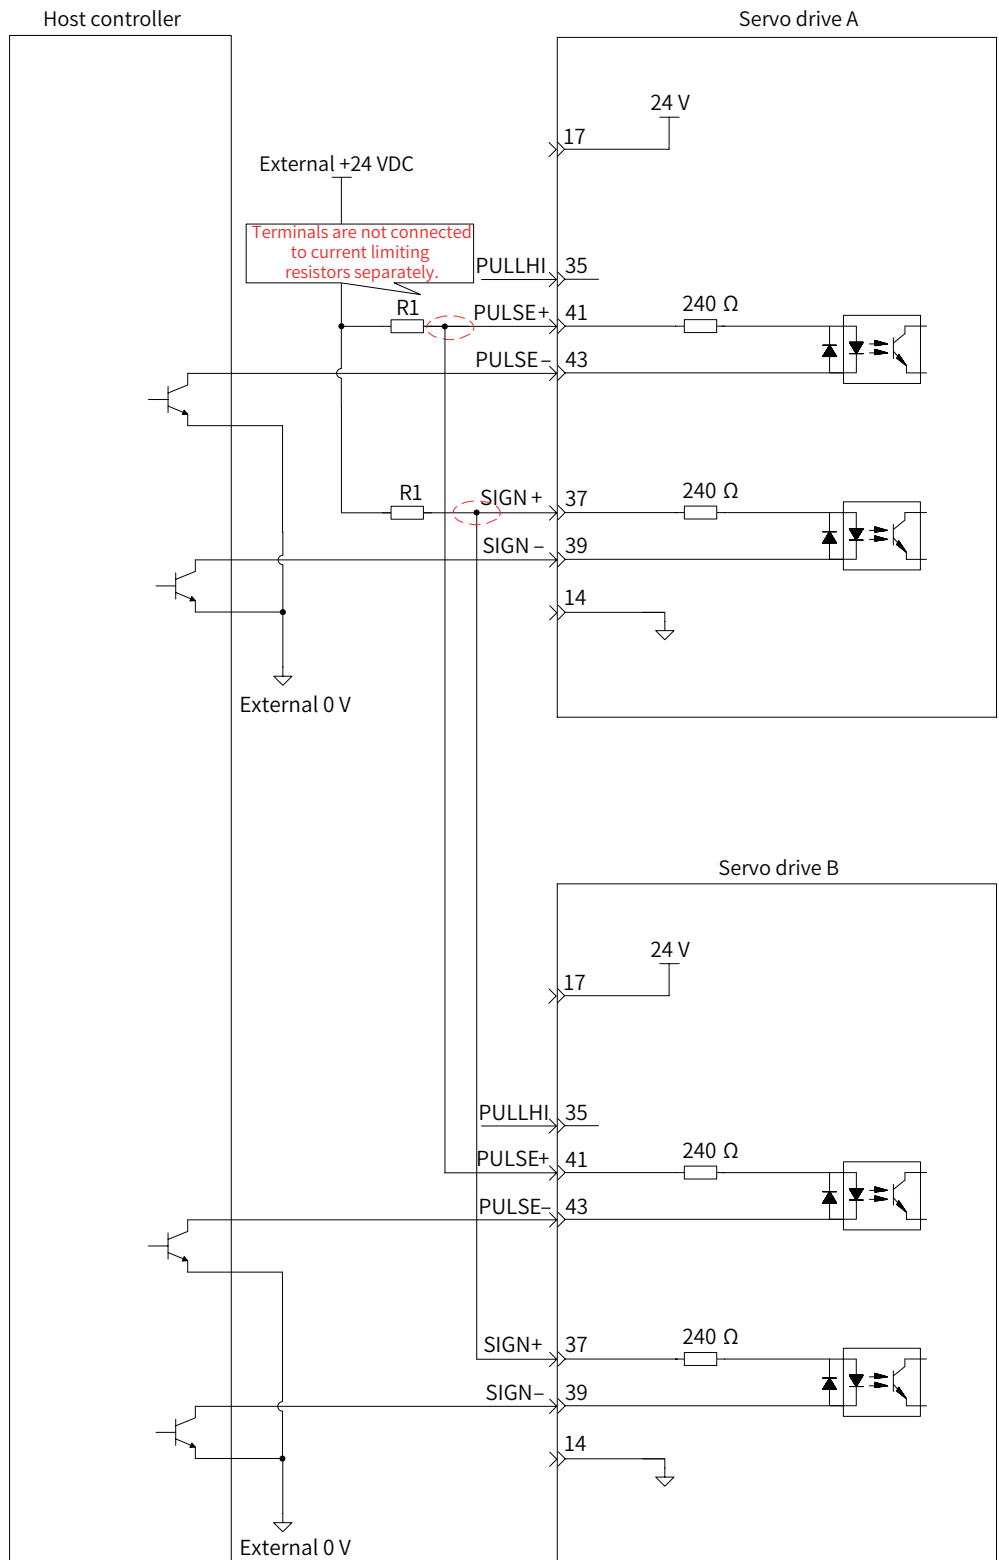 Host controller
Servo drive A
24 V
17
External +24 VDC
Terminals are not connected
to current limiting
resistors separately.
PULLHI
35
R1
PULSE+
41
240 Ω
PULSE–
43
R1
SIGN +
37
240 Ω
SIGN –
39
14
External 0 V
Servo drive B
24 V
17
PULLHI
35
PULSE+
41
240 Ω
PULSE–
43
SIGN+
37
240 Ω
SIGN–
39
14
External 0 V